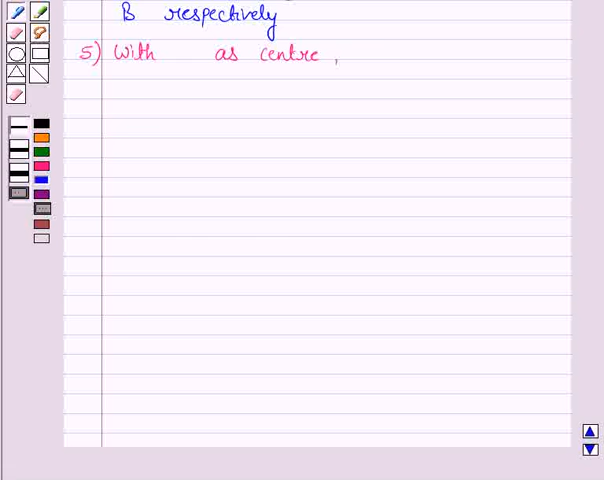 B respectively
5) With as centre ,